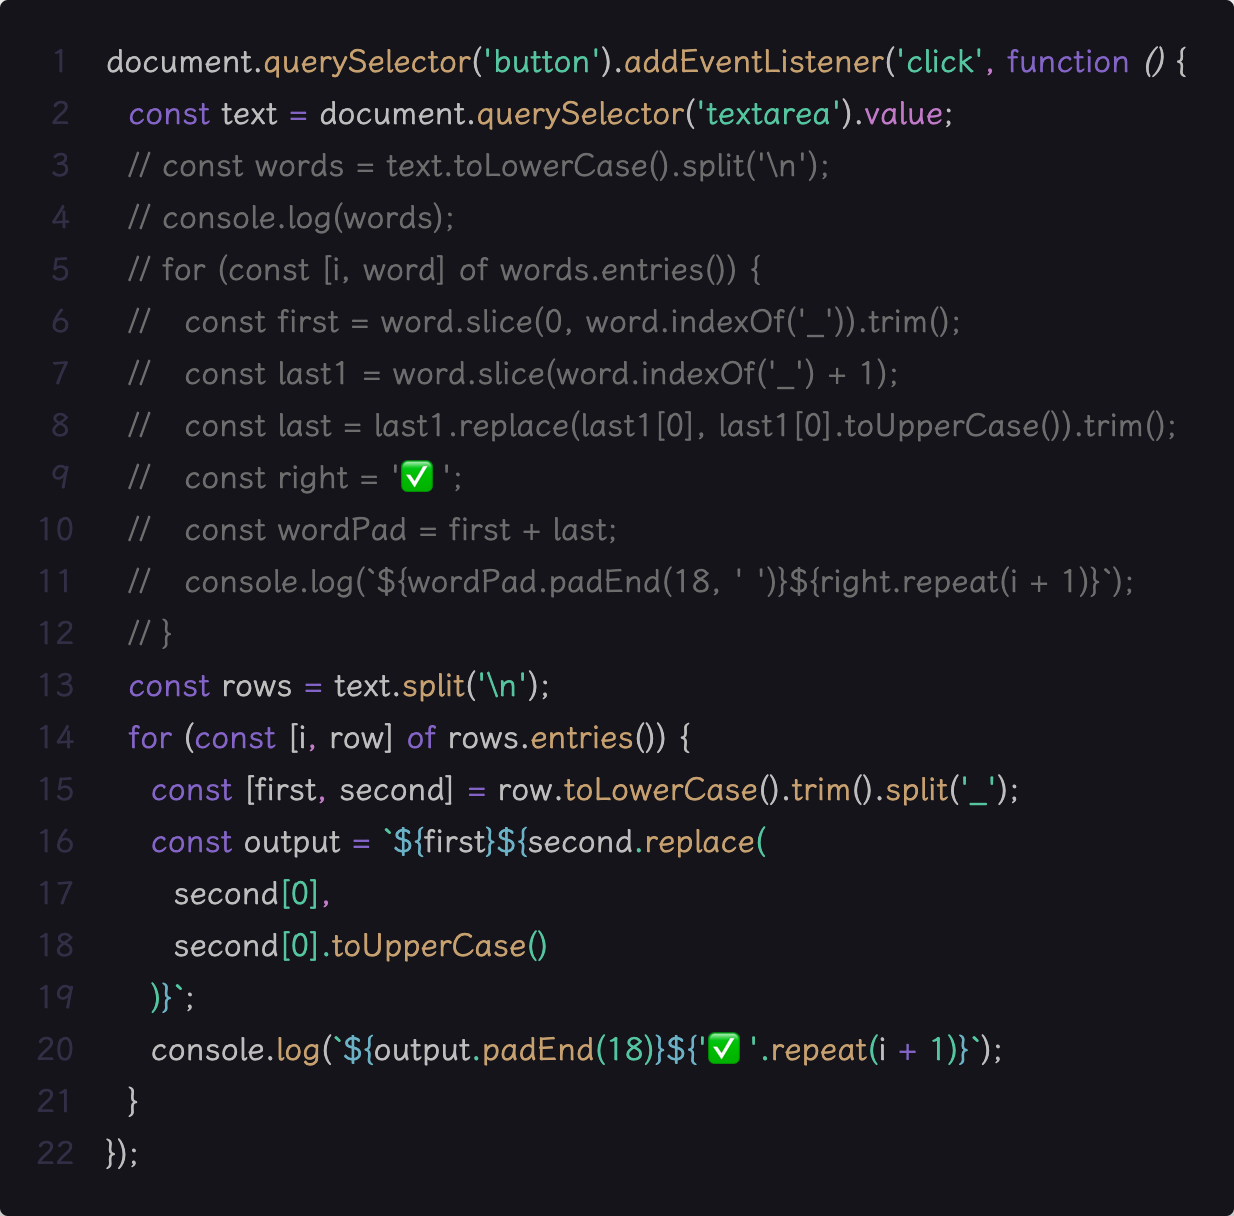 1 document.querySelector('button').addEventListener('click', function () {
2   const text = document.querySelector('textarea').value;
3   // const words = text.toLowerCase().split('\n');
4   // console.log(words);
5   // for (const [i, word] of words.entries()) {
6   //   const first = word.slice(0, word.indexOf('_')).trim();
7   //   const last1 = word.slice(word.indexOf('_') + 1);
8   //   const last = last1.replace(last1[0], last1[0].toUpperCase()).trim();
9   //   const right = '✅ ';
10   //   const wordPad = first + last;
11   //   console.log(`${wordPad.padEnd(18, ' ')}${right.repeat(i + 1)}`);
12   // }
13   const rows = text.split('\n');
14   for (const [i, row] of rows.entries()) {
15     const [first, second] = row.toLowerCase().trim().split('_');
16     const output = `${first}${second.replace(
17       second[0],
18       second[0].toUpperCase()
19     )}`;
20     console.log(`${output.padEnd(18)}${'✅ '.repeat(i + 1)}`);
21   }
22 });